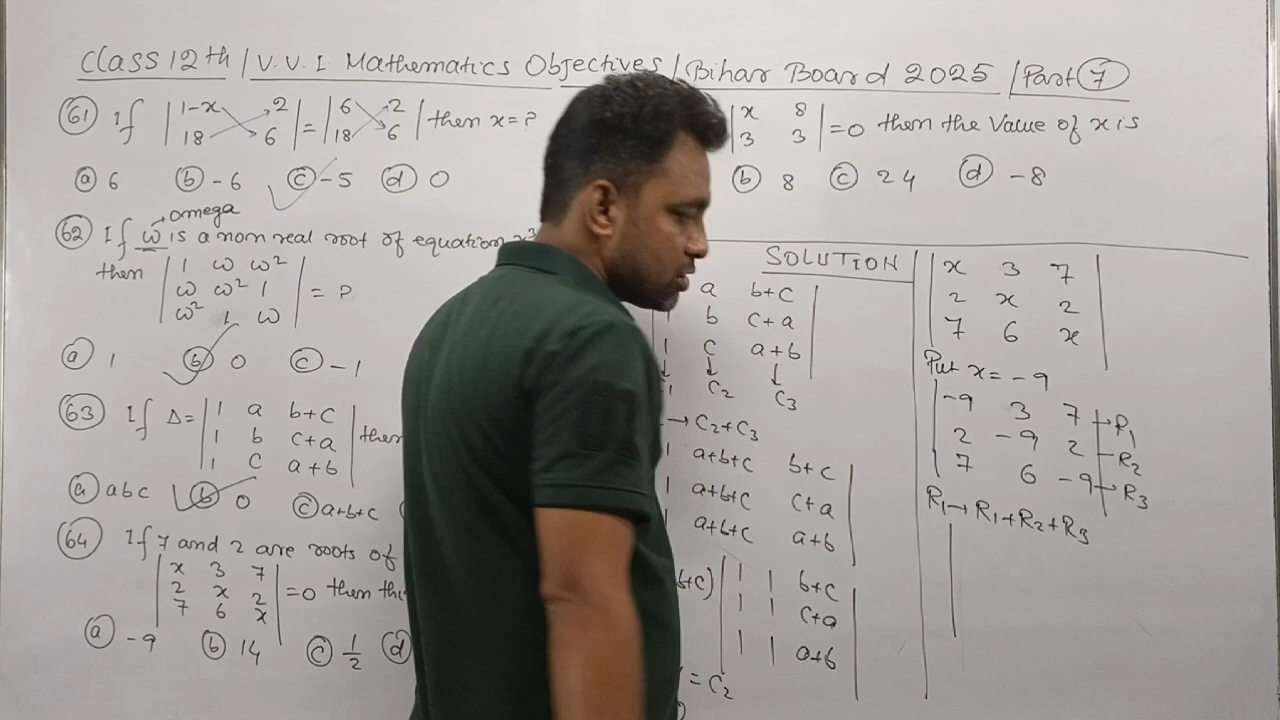 Class 12th / V.V.I Mathematics Objectives / Bihar Board 2025 / Part 7
61 If | 1-x 2 | = | 6 2 | then x = ?
| 18 6 | | 18 6 |
a 6 b -6 c -5 d 0
omega
62 If ω is a non real root of equation x³
then | 1 ω ω² |
| ω ω² 1 | = ?
| ω² 1 ω |
a 1 b 0 c -1
63 If Δ = | 1 a b+c |
| 1 b c+a | then
| 1 c a+b |
a abc b 0 c a+b+c
64 If 7 and 2 are roots of
| x 3 7 |
| 2 x 2 | = 0 then the
| 7 6 x |
a -9 b 14 c 1/2 d
| x 8 |
| 3 3 | = 0 then the Value of x is
b 8 c 24 d -8
SOLUTION
a b+c |
1 b c+a |
1 c a+b |
↓ ↓ ↓
C₂ C₃
→ C₂+C₃
1 a+b+c b+c |
1 a+b+c c+a |
1 a+b+c a+b |
b+c) | 1 1 b+c |
| 1 1 c+a |
| 1 1 a+b |
= C₂
| x 3 7 |
| 2 x 2 |
| 7 6 x |
Put x = -9
| -9 3 7 | → R₁
| 2 -9 2 | → R₂
| 7 6 -9 | → R₃
R₁ → R₁+R₂+R₃